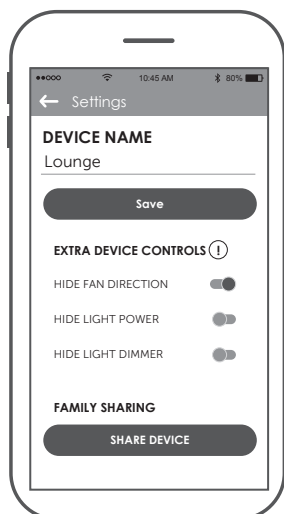 10:45 AM 80%
Settings
DEVICE NAME
Lounge
Save
EXTRA DEVICE CONTROLS !
HIDE FAN DIRECTION
HIDE LIGHT POWER
HIDE LIGHT DIMMER
FAMILY SHARING
SHARE DEVICE